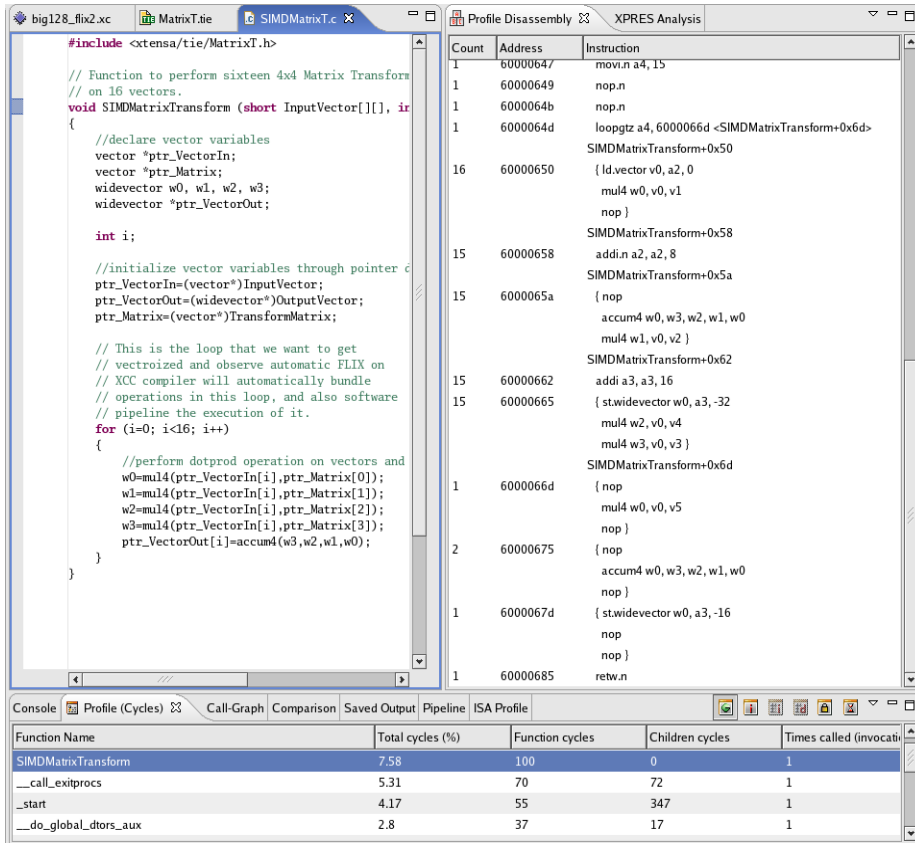 big128_flix2.xc MatrixT.tie SIMDMatrixT.c
#include <xtensa/tie/MatrixT.h>
// Function to perform sixteen 4x4 Matrix Transform
// on 16 vectors.
void SIMDMatrixTransform (short InputVector[][], in
{
//declare vector variables
vector *ptr_VectorIn;
vector *ptr_Matrix;
widevector w0, w1, w2, w3;
widevector *ptr_VectorOut;
int i;
//initialize vector variables through pointer d
ptr_VectorIn=(vector*)InputVector;
ptr_VectorOut=(widevector*)OutputVector;
ptr_Matrix=(vector*)TransformMatrix;
// This is the loop that we want to get
// vectroized and observe automatic FLIX on
// XCC compiler will automatically bundle
// operations in this loop, and also software
// pipeline the execution of it.
for (i=0; i<16; i++)
{
//perform dotprod operation on vectors and
w0=mul4(ptr_VectorIn[i],ptr_Matrix[0]);
w1=mul4(ptr_VectorIn[i],ptr_Matrix[1]);
w2=mul4(ptr_VectorIn[i],ptr_Matrix[2]);
w3=mul4(ptr_VectorIn[i],ptr_Matrix[3]);
ptr_VectorOut[i]=accum4(w3,w2,w1,w0);
}
}
Profile Disassembly XPRES Analysis
Count Address Instruction
1 60000647 movi.n a4, 15
1 60000649 nop.n
1 6000064b nop.n
1 6000064d loopgtz a4, 6000066d <SIMDMatrixTransform+0x6d>
SIMDMatrixTransform+0x50
16 60000650 { ld.vector v0, a2, 0
mul4 w0, v0, v1
nop }
SIMDMatrixTransform+0x58
15 60000658 addi.n a2, a2, 8
SIMDMatrixTransform+0x5a
15 6000065a { nop
accum4 w0, w3, w2, w1, w0
mul4 w1, v0, v2 }
SIMDMatrixTransform+0x62
15 60000662 addi a3, a3, 16
15 60000665 { st.widevector w0, a3, -32
mul4 w2, v0, v4
mul4 w3, v0, v3 }
SIMDMatrixTransform+0x6d
1 6000066d { nop
mul4 w0, v0, v5
nop }
2 60000675 { nop
accum4 w0, w3, w2, w1, w0
nop }
1 6000067d { st.widevector w0, a3, -16
nop
nop }
1 60000685 retw.n
Console Profile (Cycles) Call-Graph Comparison Saved Output Pipeline ISA Profile
Function Name Total cycles (%) Function cycles Children cycles Times called (invocati
SIMDMatrixTransform 7.58 100 0 1
__call_exitprocs 5.31 70 72 1
_start 4.17 55 347 1
__do_global_dtors_aux 2.8 37 17 1